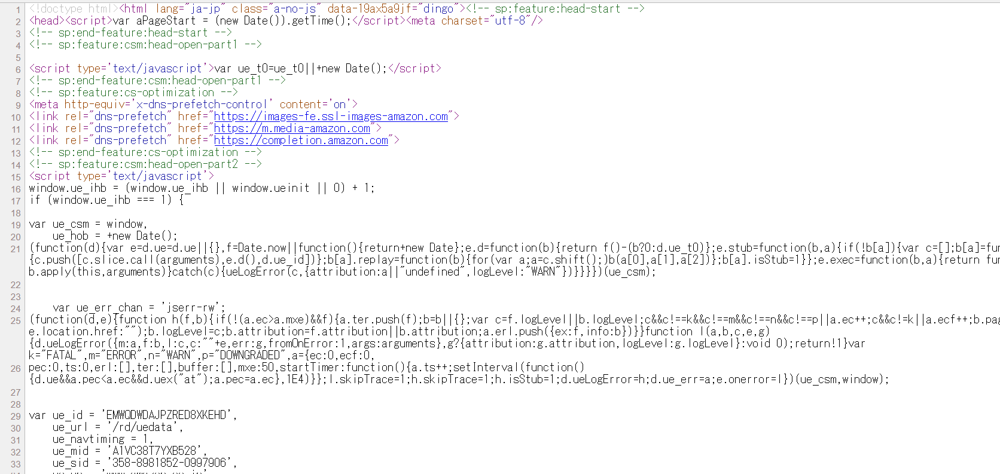 1 <!doctype html><html lang="ja-jp" class="a-no-js" data-19ax5a9jf="dingo"><!-- sp:feature:head-start -->
2 <head><script>var aPageStart = (new Date()).getTime();</script><meta charset="utf-8"/>
3 <!-- sp:end-feature:head-start -->
4 <!-- sp:feature:csm:head-open-part1 -->
5
6 <script type='text/javascript'>var ue_t0=ue_t0||+new Date();</script>
7 <!-- sp:end-feature:csm:head-open-part1 -->
8 <!-- sp:feature:cs-optimization -->
9 <meta http-equiv='x-dns-prefetch-control' content='on'>
10 <link rel="dns-prefetch" href="https://images-fe.ssl-images-amazon.com">
11 <link rel="dns-prefetch" href="https://m.media-amazon.com">
12 <link rel="dns-prefetch" href="https://completion.amazon.com">
13 <!-- sp:end-feature:cs-optimization -->
14 <!-- sp:feature:csm:head-open-part2 -->
15 <script type='text/javascript'>
16 window.ue_ihb = (window.ue_ihb || window.ueinit || 0) + 1;
17 if (window.ue_ihb === 1) {
18
19 var ue_csm = window,
20     ue_hob = +new Date();
21 (function(d){var e=d.ue=d.ue||{},f=Date.now||function(){return+new Date};e.d=function(b){return f()-(b?0:d.ue_t0)};e.stub=function(b,a){if(!b[a]){var c=[];b[a]=fun
{c.push([c.slice.call(arguments),e.d(),d.ue_id])};b[a].replay=function(b){for(var a;a=c.shift();)b(a[0],a[1],a[2])};b[a].isStub=1}};e.exec=function(b,a){return fun
b.apply(this,arguments)}catch(c){ueLogError(c,{attribution:a||"undefined",logLevel:"WARN"})}}}})(ue_csm);
22
23
24     var ue_err_chan = 'jserr-rw';
25 (function(d,e){function h(f,b){if(!(a.ec>a.mxe)&&f){a.ter.push(f);b=b||{};var c=f.logLevel||b.logLevel;c&&c!==k&&c!==m&&c!==n&&c!==p||a.ec++;c&&c!=k||a.ecf++;b.pag
e.location.href:"");b.logLevel=c;b.attribution=f.attribution||b.attribution;a.erl.push({ex:f,info:b})}}function l(a,b,c,e,g)
{d.ueLogError({m:a,f:b,l:c,c:""+e,err:g,fromOnError:1,args:arguments},g?{attribution:g.attribution,logLevel:g.logLevel}:void 0);return!1}var
k="FATAL",m="ERROR",n="WARN",p="DOWNGRADED",a={ec:0,ecf:0,
26 pec:0,ts:0,erl:[],ter:[],buffer:[],mxe:50,startTimer:function(){a.ts++;setInterval(function()
{d.ue&&a.pec<a.ec&&d.uex("at");a.pec=a.ec},1E4)}};l.skipTrace=1;h.skipTrace=1;h.isStub=1;d.ueLogError=h;d.ue_err=a;e.onerror=l})(ue_csm,window);
27
28
29 var ue_id = 'EMWQDWDAJPZRED8XKEHD',
30     ue_url = '/rd/uedata',
31     ue_navtiming = 1,
32     ue_mid = 'A1VC38T7YXB528',
33     ue_sid = '358-8981852-0997906',